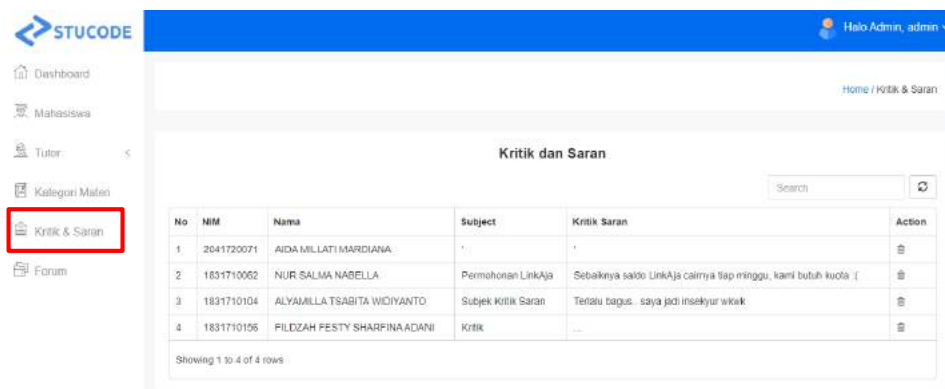 STUCODE
Halo Admin, admin
Dashboard
Mahasiswa
Tutor
Kategori Materi
Kritik & Saran
Forum
Home / Kritik & Saran
Kritik dan Saran
Search
No NIM Nama Subject Kritik Saran Action
1 2041720071 AIDA MILLATI MARDIANA ' '
2 1831710062 NUR SALMA NABELLA Permohonan LinkAja Sebaiknya saldo LinkAja cairnya tiap minggu, kami butuh kuota :(
3 1831710104 ALYAMILLA TSABITA WIDIYANTO Subjek Kritik Saran Terlalu bagus.. saya jadi insekyur wkwk
4 1831710156 FILDZAH FESTY SHARFINA ADANI Kritik ...
Showing 1 to 4 of 4 rows